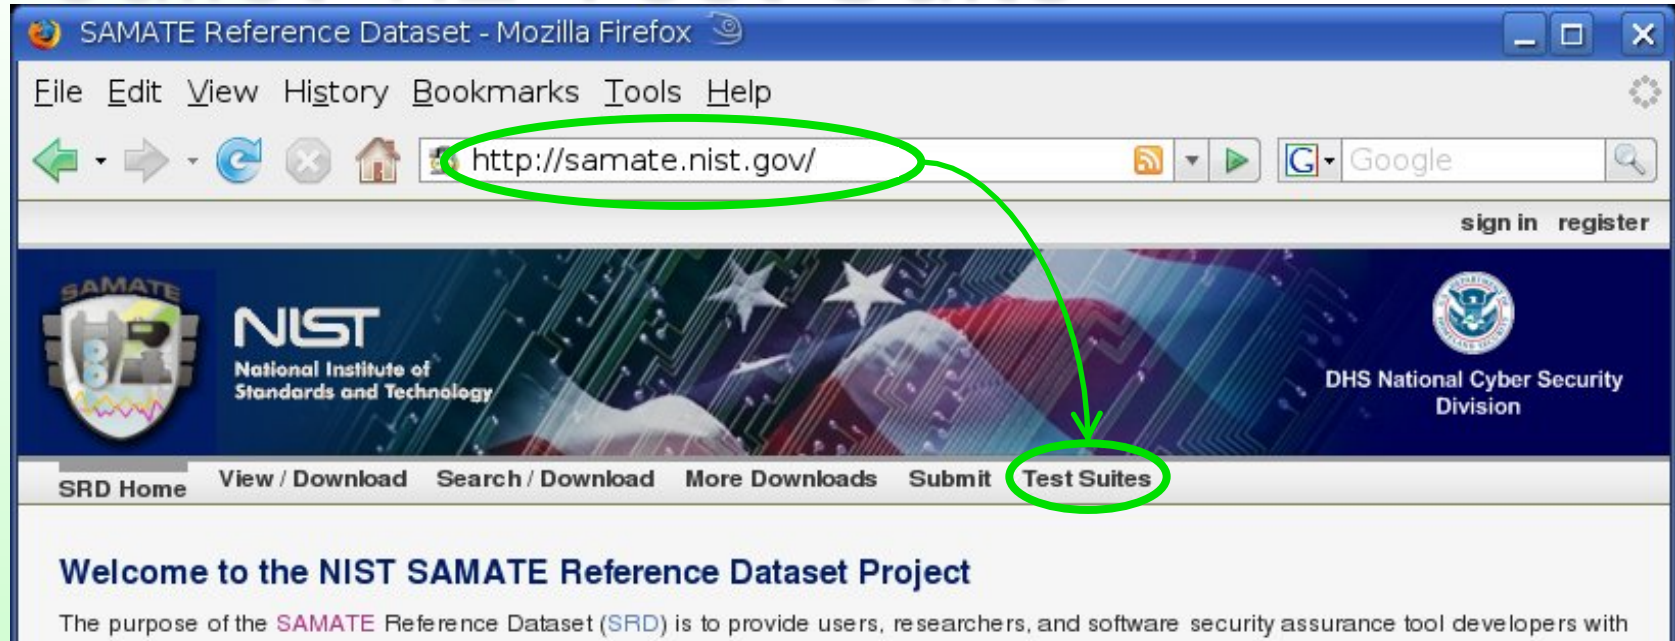 SAMATE Reference Dataset - Mozilla Firefox
File Edit View History Bookmarks Tools Help
http://samate.nist.gov/
G Google
sign in register
SAMATE
NIST
National Institute of
Standards and Technology
DHS National Cyber Security
Division
SRD Home View / Download Search / Download More Downloads Submit Test Suites
Welcome to the NIST SAMATE Reference Dataset Project
The purpose of the SAMATE Reference Dataset (SRD) is to provide users, researchers, and software security assurance tool developers with